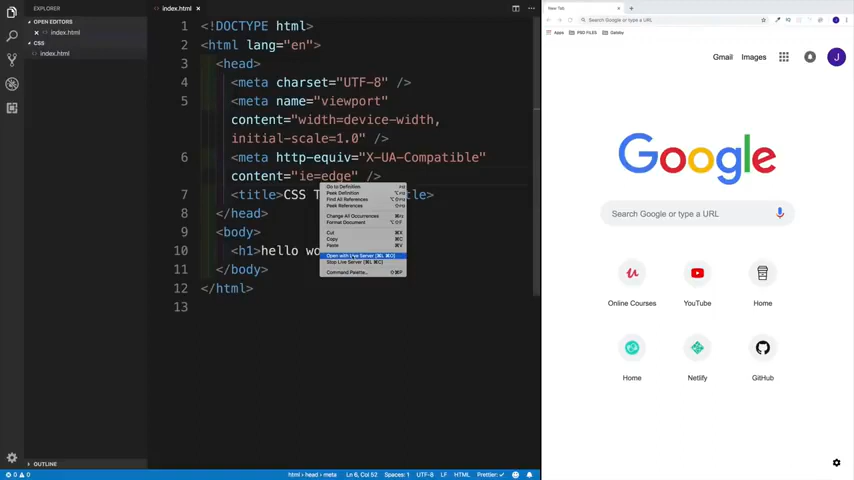 EXPLORER
OPEN EDITORS
index.html
CSS
index.html
OUTLINE
index.html
1 <!DOCTYPE html>
2 <html lang="en">
3 <head>
4 <meta charset="UTF-8" />
5 <meta name="viewport"
content="width=device-width,
initial-scale=1.0" />
6 <meta http-equiv="X-UA-Compatible"
content="ie=edge" />
7 <title>CSS T tle>
8 </head>
9 <body>
10 <h1>hello wo
11 </body>
12 </html>
13
Go to Definition
Peek Definition
Find All References
Peek References
Change All Occurrences
Format Document
Cut ⌘X
Copy ⌘C
Paste ⌘V
Open with Live Server [⌘L ⌘O]
Stop Live Server [⌘L ⌘C]
Command Palette... ⇧⌘P
0 0
html › head › meta Ln 6, Col 52 Spaces: 1 UTF-8 LF HTML Prettier: ✓
New Tab
Search Google or type a URL
Apps PSD FILES Gatsby
Gmail Images J
Google
Search Google or type a URL
Online Courses YouTube Home
Home Netlify GitHub